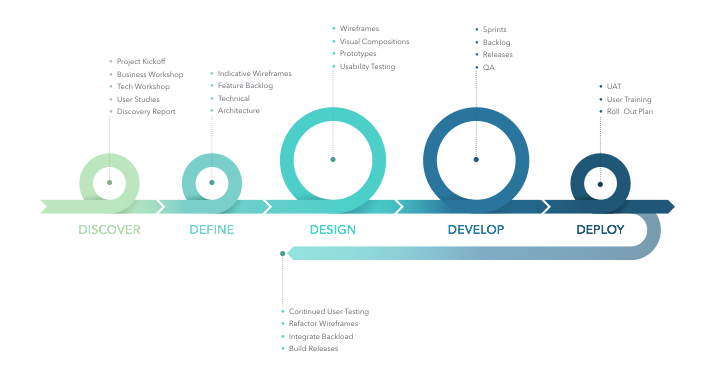 Project Kickoff
Business Workshop
Tech Workshop
User Studies
Discovery Report
Indicative Wireframes
Feature Backlog
Technical
Architecture
Wireframes
Visual Compositions
Prototypes
Usability Testing
Sprints
Backlog
Releases
QA
UAT
User Training
Roll Out Plan
DISCOVER
DEFINE
DESIGN
DEVELOP
DEPLOY
Continued User Testing
Refactor Wireframes
Integrate Backload
Build Releases